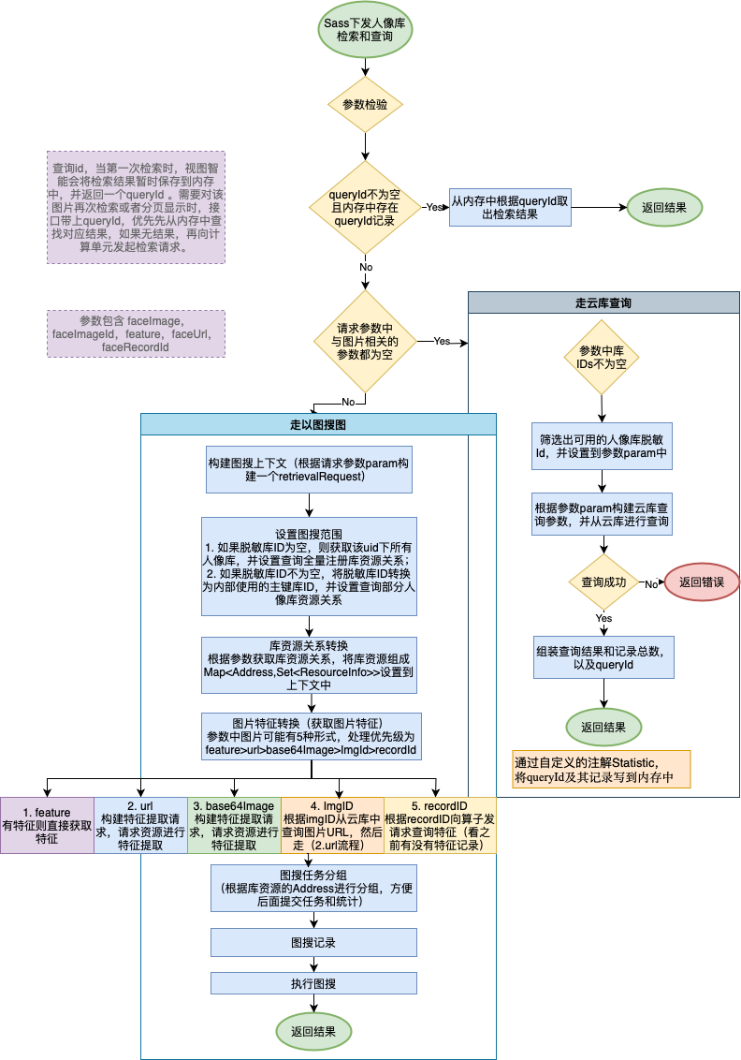 Sass下发人像库
检索和查询
参数检验
查询id，当第一次检索时，视图智
能会将检索结果暂时保存到内存
中，并返回一个queryId 。需要对该
图片再次检索或者分页显示时，接
口带上queryId，优先先从内存中查
找对应结果，如果无结果，再向计
算单元发起检索请求。
queryId不为空
且内存中存在
queryId记录
Yes
从内存中根据queryId取
出检索结果
返回结果
No
参数包含 faceImage，
faceImageId，feature，faceUrl，
faceRecordId
请求参数中
与图片相关的
参数都为空
Yes
No
走云库查询
参数中库
IDs不为空
筛选出可用的人像库脱敏
Id，并设置到参数param中
根据参数param构建云库查
询参数，并从云库进行查询
查询成功
No
返回错误
Yes
组装查询结果和记录总数，
以及queryId
返回结果
通过自定义的注解Statistic，
将queryId及其记录写到内存中
走以图搜图
构建图搜上下文（根据请求参数param构
建一个retrievalRequest）
设置图搜范围
1. 如果脱敏库ID为空，则获取该uid下所有
人像库，并设置查询全量注册库资源关系；
2. 如果脱敏库ID不为空，将脱敏库ID转换
为内部使用的主键库ID，并设置查询部分人
像库资源关系
库资源关系转换
根据参数获取库资源关系，将库资源组成
Map<Address,Set<ResourceInfo>>设置到
上下文中
图片特征转换（获取图片特征）
参数中图片可能有5种形式，处理优先级为
feature>url>base64Image>ImgId>recordId
1. feature
有特征则直接获取
特征
2. url
构建特征提取请
求，请求资源进行
特征提取
3. base64Image
构建特征提取请
求，请求资源进行
特征提取
4. ImgID
根据imgID从云库中
查询图片URL，然后
走（2.url流程）
5. recordID
根据recordID向算子发
请求查询特征（看之
前有没有特征记录）
图搜任务分组
（根据库资源的Address进行分组，方便
后面提交任务和统计）
图搜记录
执行图搜
返回结果